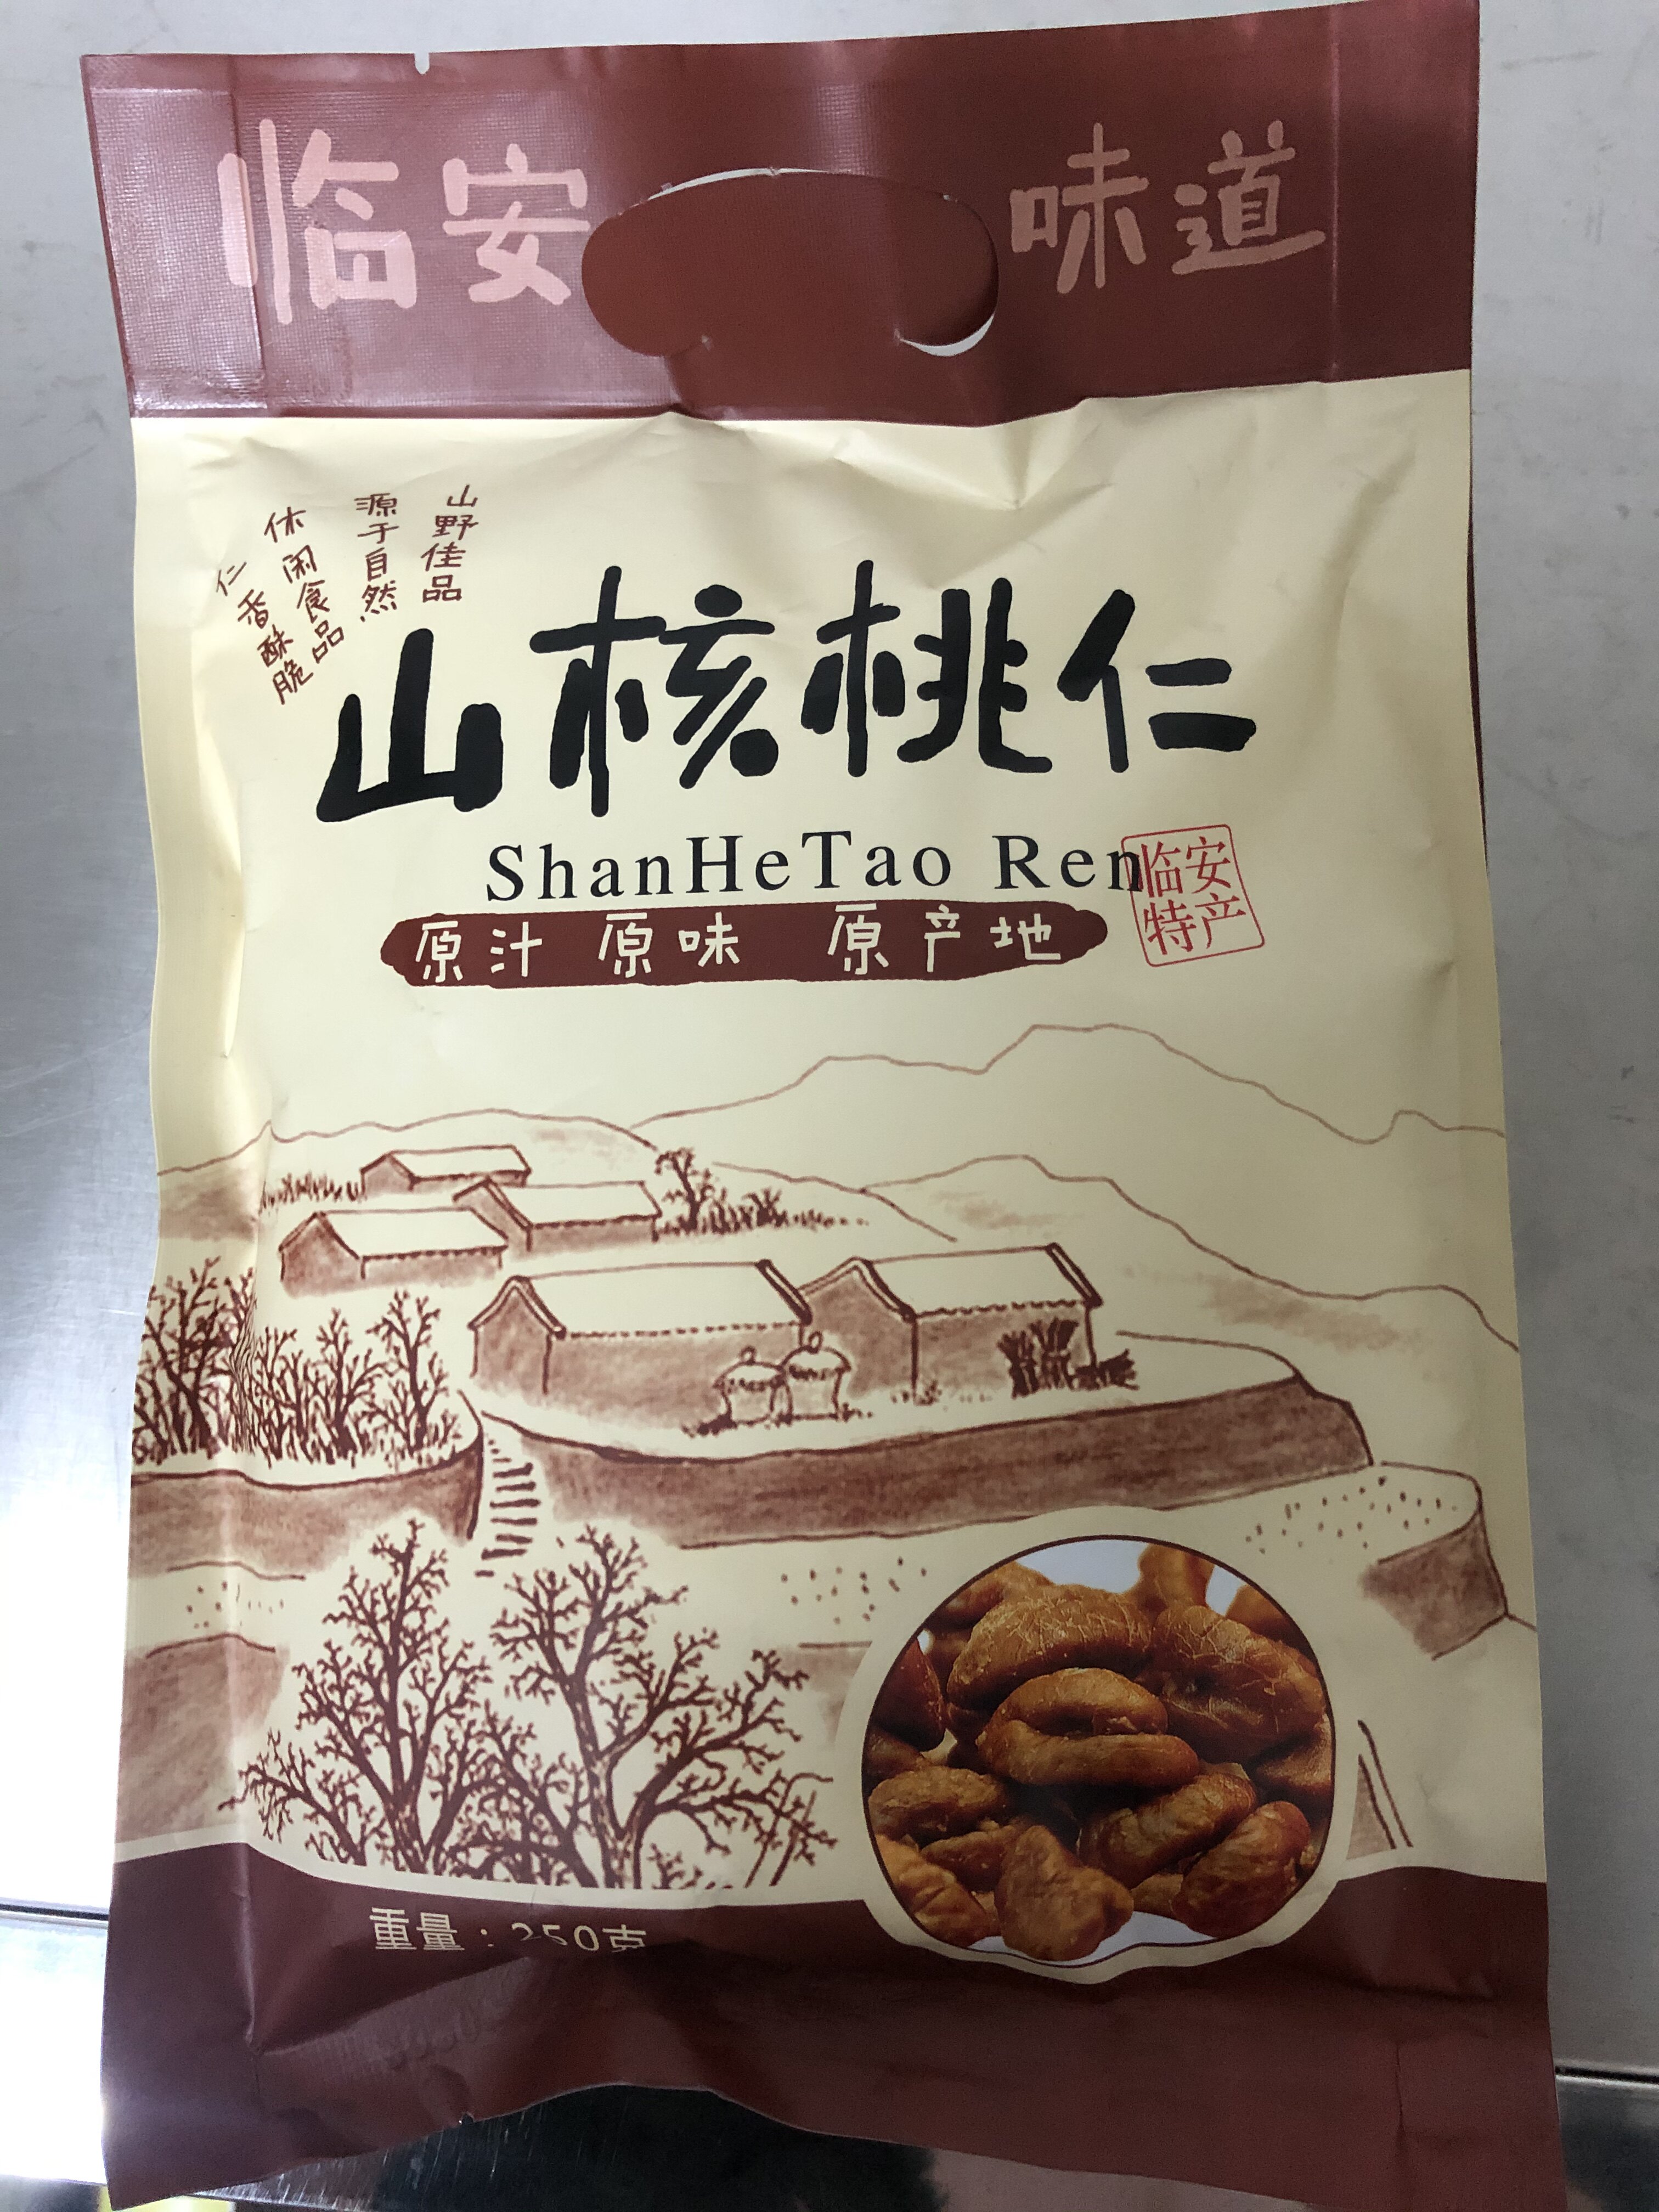 临安 味道
山野佳品
源于自然
休闲食品
仁香酥脆
山核桃仁
ShanHeTao Ren
临安
特产
原汁 原味 原产地
重量：250克